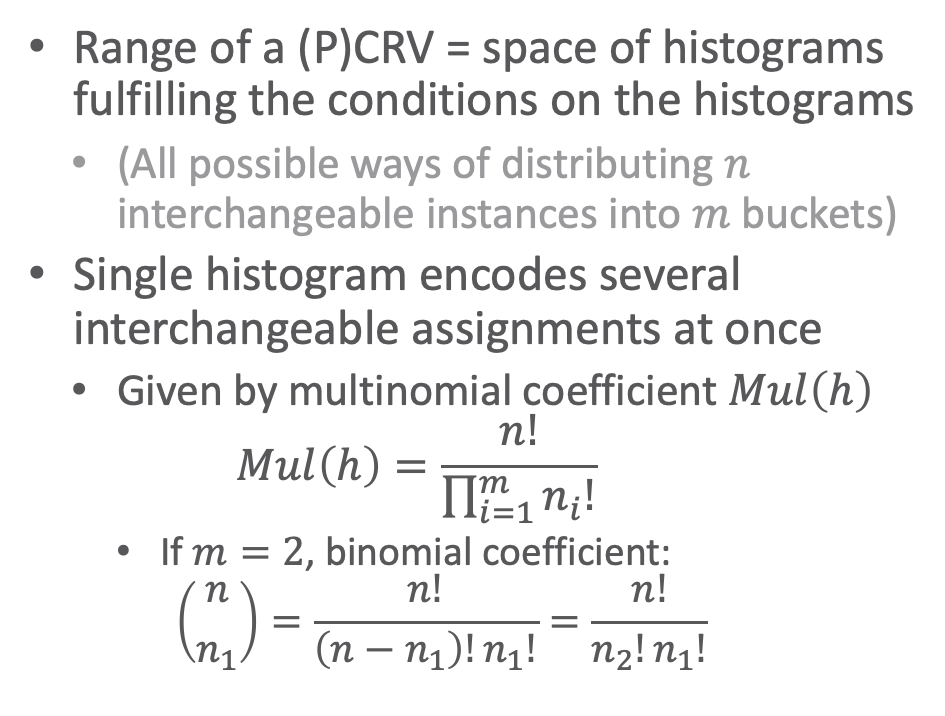 • Range of a (P)CRV = space of histograms
fulfilling the conditions on the histograms
• (All possible ways of distributing n
interchangeable instances into m buckets)
• Single histogram encodes several
interchangeable assignments at once
• Given by multinomial coefficient Mul(h)
Mul(h) = n! / ∏_{i=1}^{m} n_i!
• If m = 2, binomial coefficient:
(n n_1) = n! / (n − n_1)! n_1! = n! / n_2! n_1!